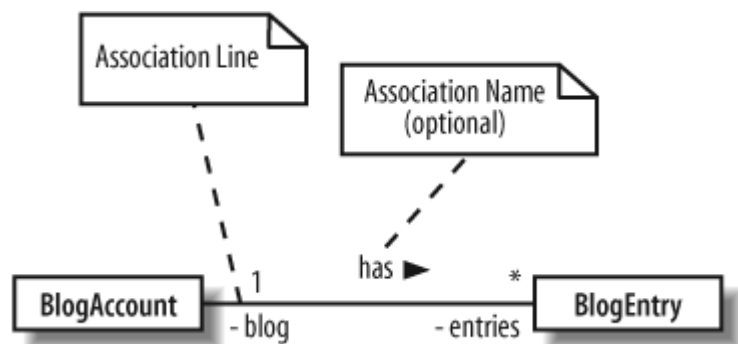 Association Line
Association Name
(optional)
has ►
1
*
BlogAccount
BlogEntry
- blog
- entries